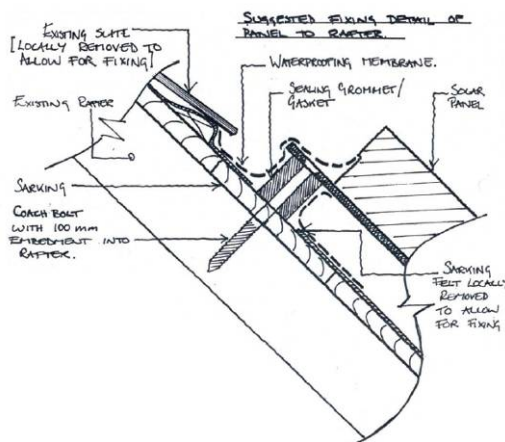 SUGGESTED FIXING DETAIL OF
PANEL TO RAFTER.
EXISTING SLATE
[LOCALLY REMOVED TO
ALLOW FOR FIXING]
WATERPROOFING MEMBRANE.
SEALING GROMMET/
GASKET
SOLAR
PANEL
EXISTING RAFTER
SARKING
COACH BOLT
WITH 100 MM
EMBEDMENT INTO
RAFTER.
SARKING
FELT LOCALLY
REMOVED
TO ALLOW
FOR FIXING